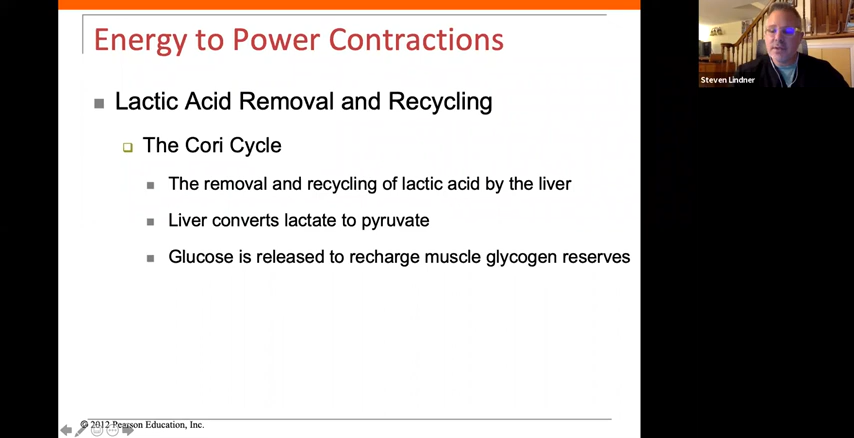 Energy to Power Contractions
Steven Lindner
Lactic Acid Removal and Recycling
The Cori Cycle
The removal and recycling of lactic acid by the liver
Liver converts lactate to pyruvate
Glucose is released to recharge muscle glycogen reserves
© 2012 Pearson Education, Inc.